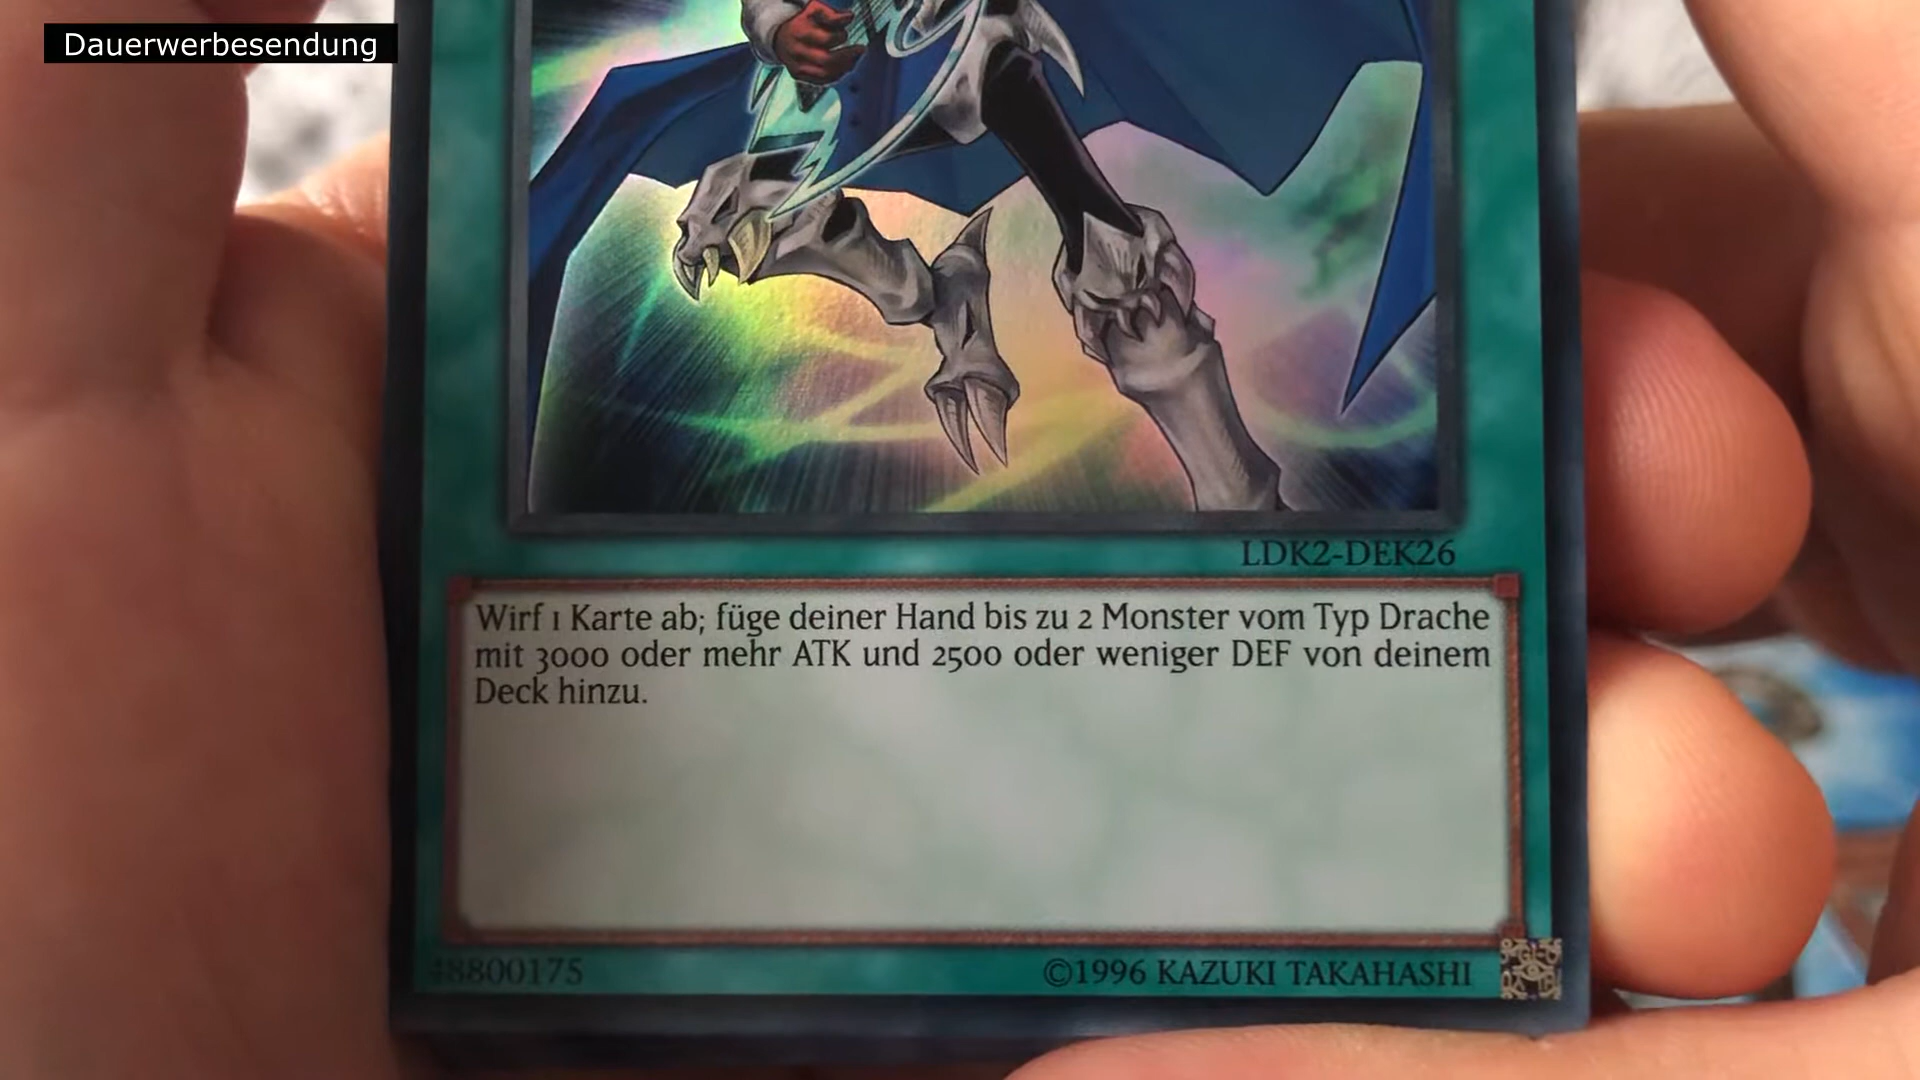 Dauerwerbesendung
LDK2-DEK26
Wirf 1 Karte ab; füge deiner Hand bis zu 2 Monster vom Typ Drache
mit 3000 oder mehr ATK und 2500 oder weniger DEF von deinem
Deck hinzu.
48800175
©1996 KAZUKI TAKAHASHI